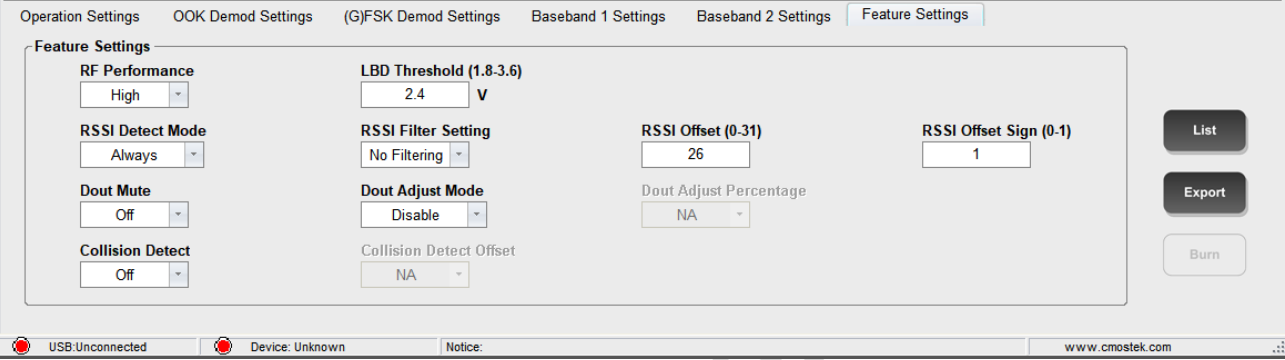 Operation Settings OOK Demod Settings (G)FSK Demod Settings Baseband 1 Settings Baseband 2 Settings Feature Settings
Feature Settings
RF Performance LBD Threshold (1.8-3.6)
High 2.4 V
RSSI Detect Mode RSSI Filter Setting RSSI Offset (0-31) RSSI Offset Sign (0-1) List
Always No Filtering 26 1
Dout Mute Dout Adjust Mode Dout Adjust Percentage Export
Off Disable NA
Collision Detect Collision Detect Offset Burn
Off NA
USB:Unconnected Device: Unknown Notice: www.cmostek.com